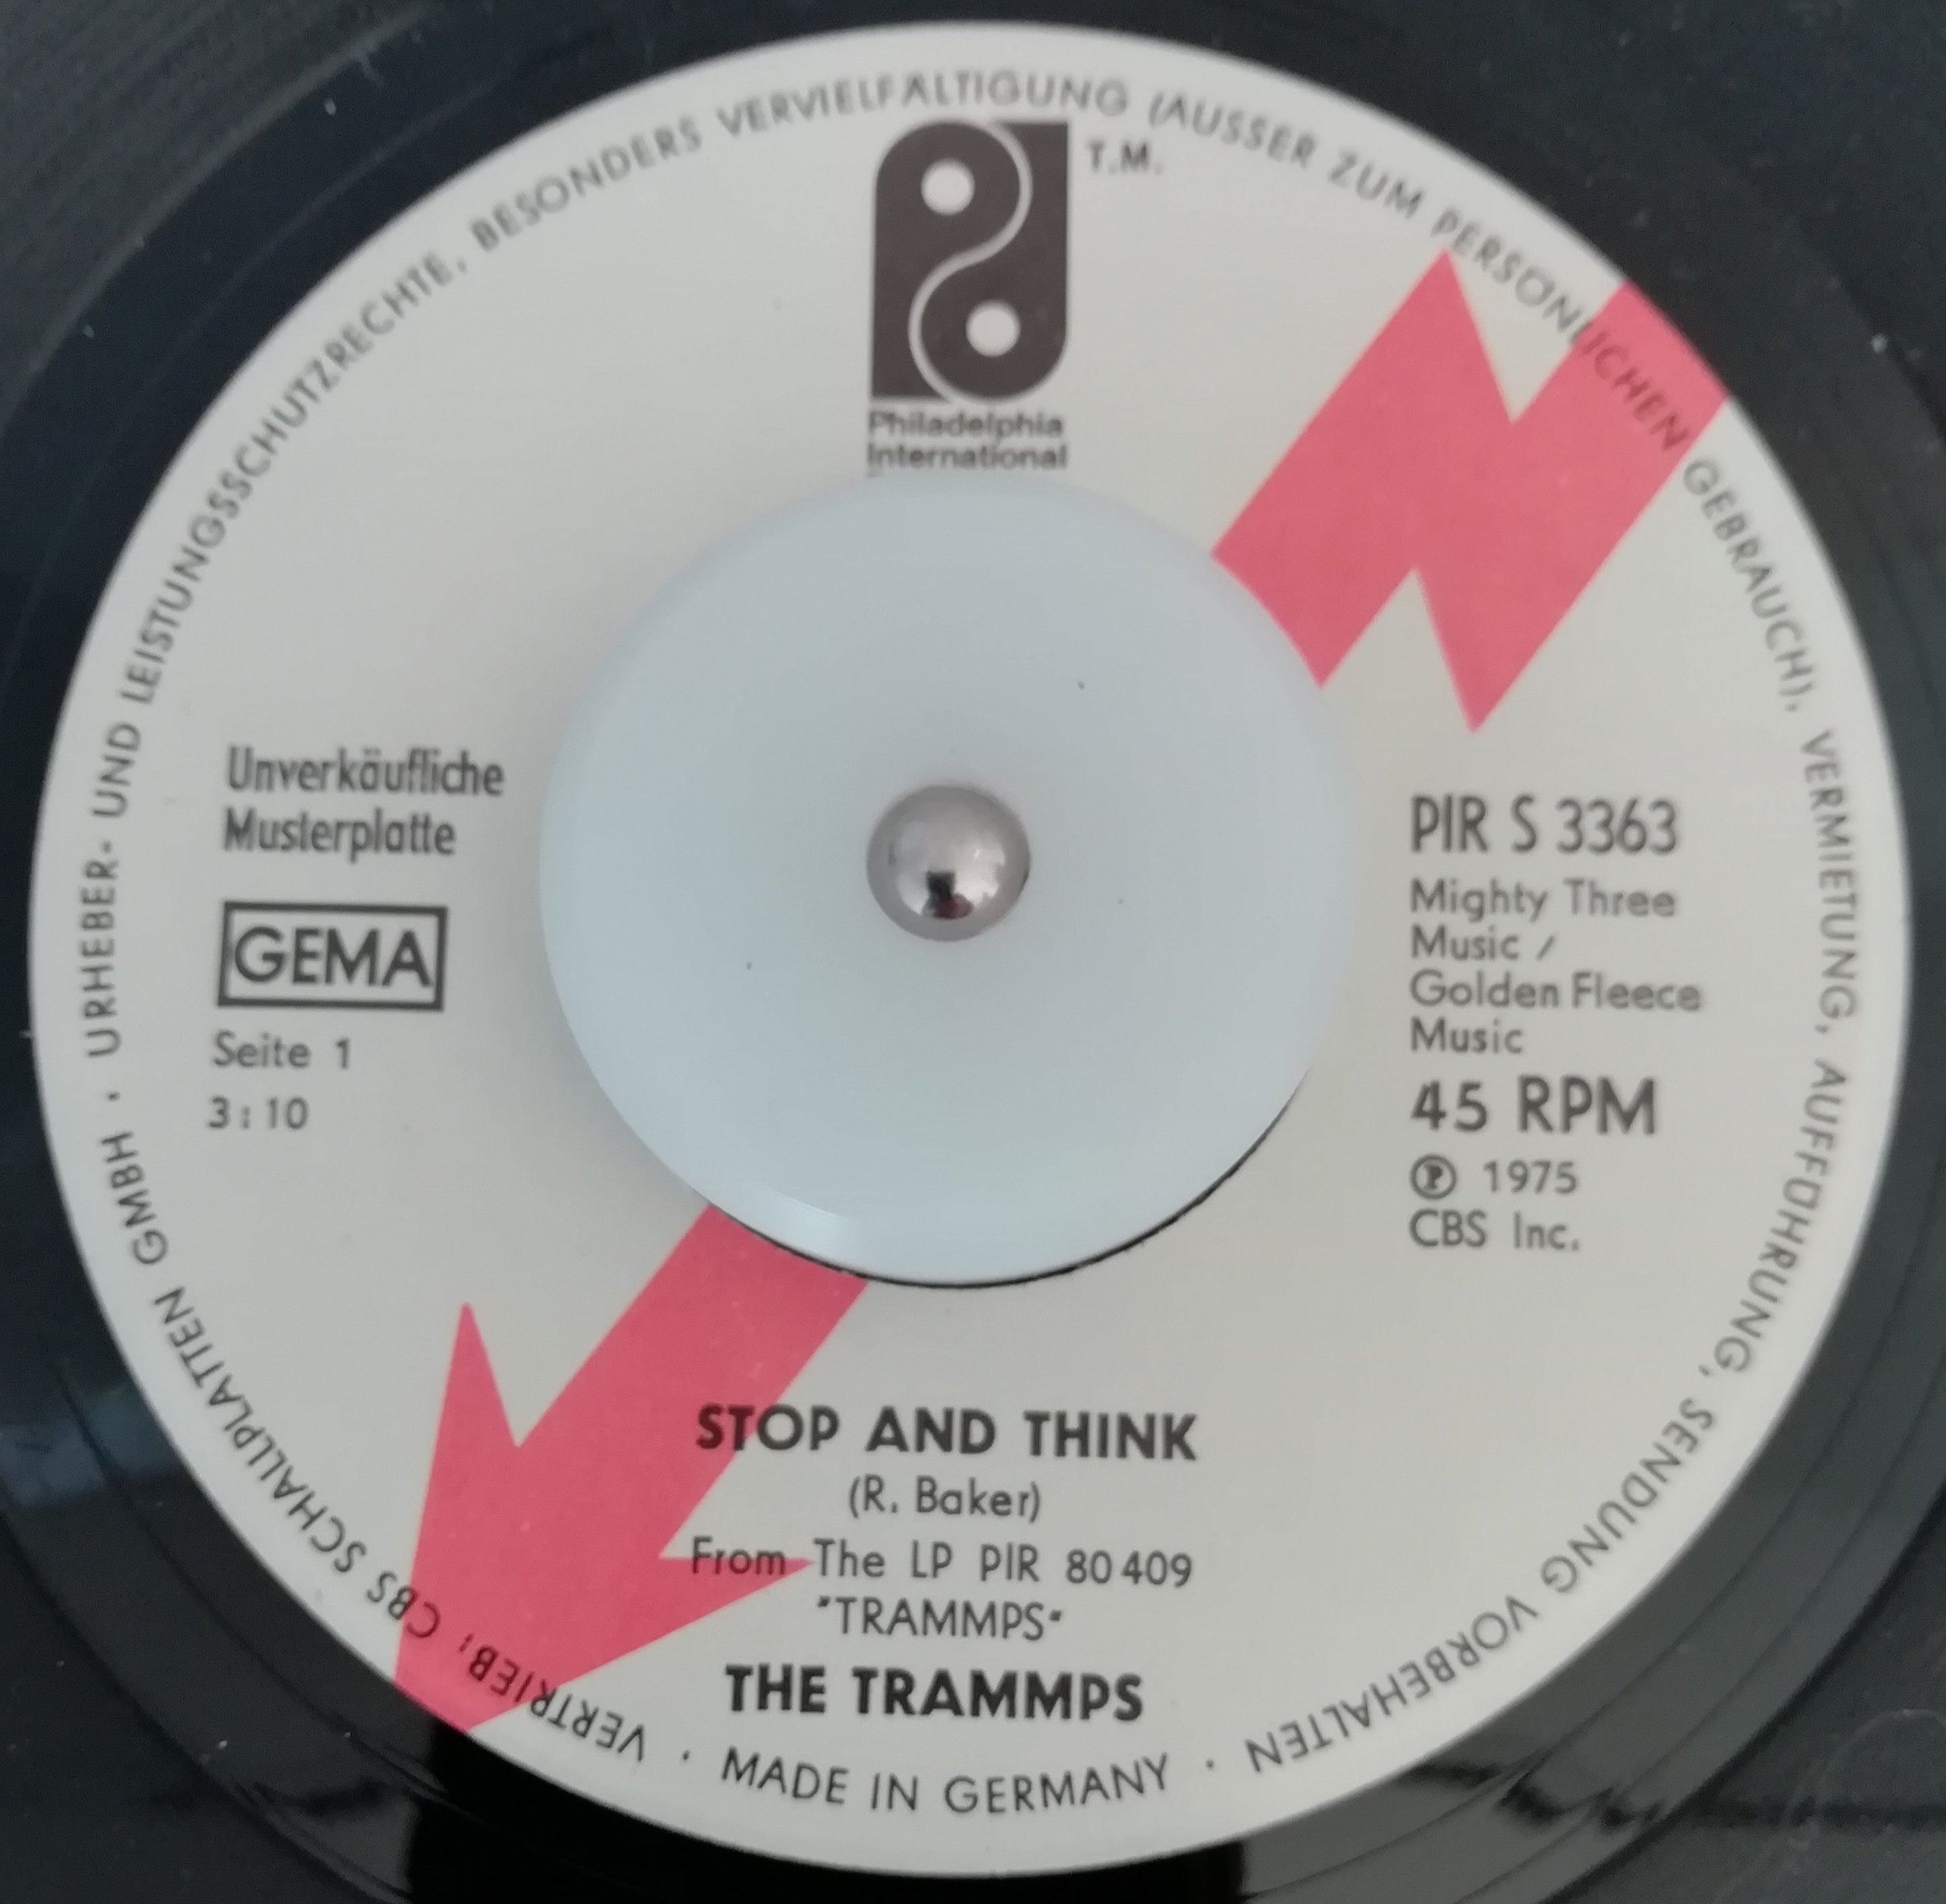 T.M.
Philadelphia
International
Unverkäufliche
Musterplatte
GEMA
Seite 1
3:10
PIR S 3363
Mighty Three
Music /
Golden Fleece
Music
45 RPM
Ⓟ 1975
CBS Inc.
STOP AND THINK
(R. Baker)
From The LP PIR 80 409
"TRAMMPS"
THE TRAMMPS
VERTRIEB: CBS SCHALLPLATTEN GMBH · URHEBER- UND LEISTUNGSSCHUTZRECHTE, BESONDERS VERVIELFÄLTIGUNG (AUSSER ZUM PERSÖNLICHEN GEBRAUCH), VERMIETUNG, AUFFÜHRUNG, SENDUNG VORBEHALTEN · MADE IN GERMANY ·